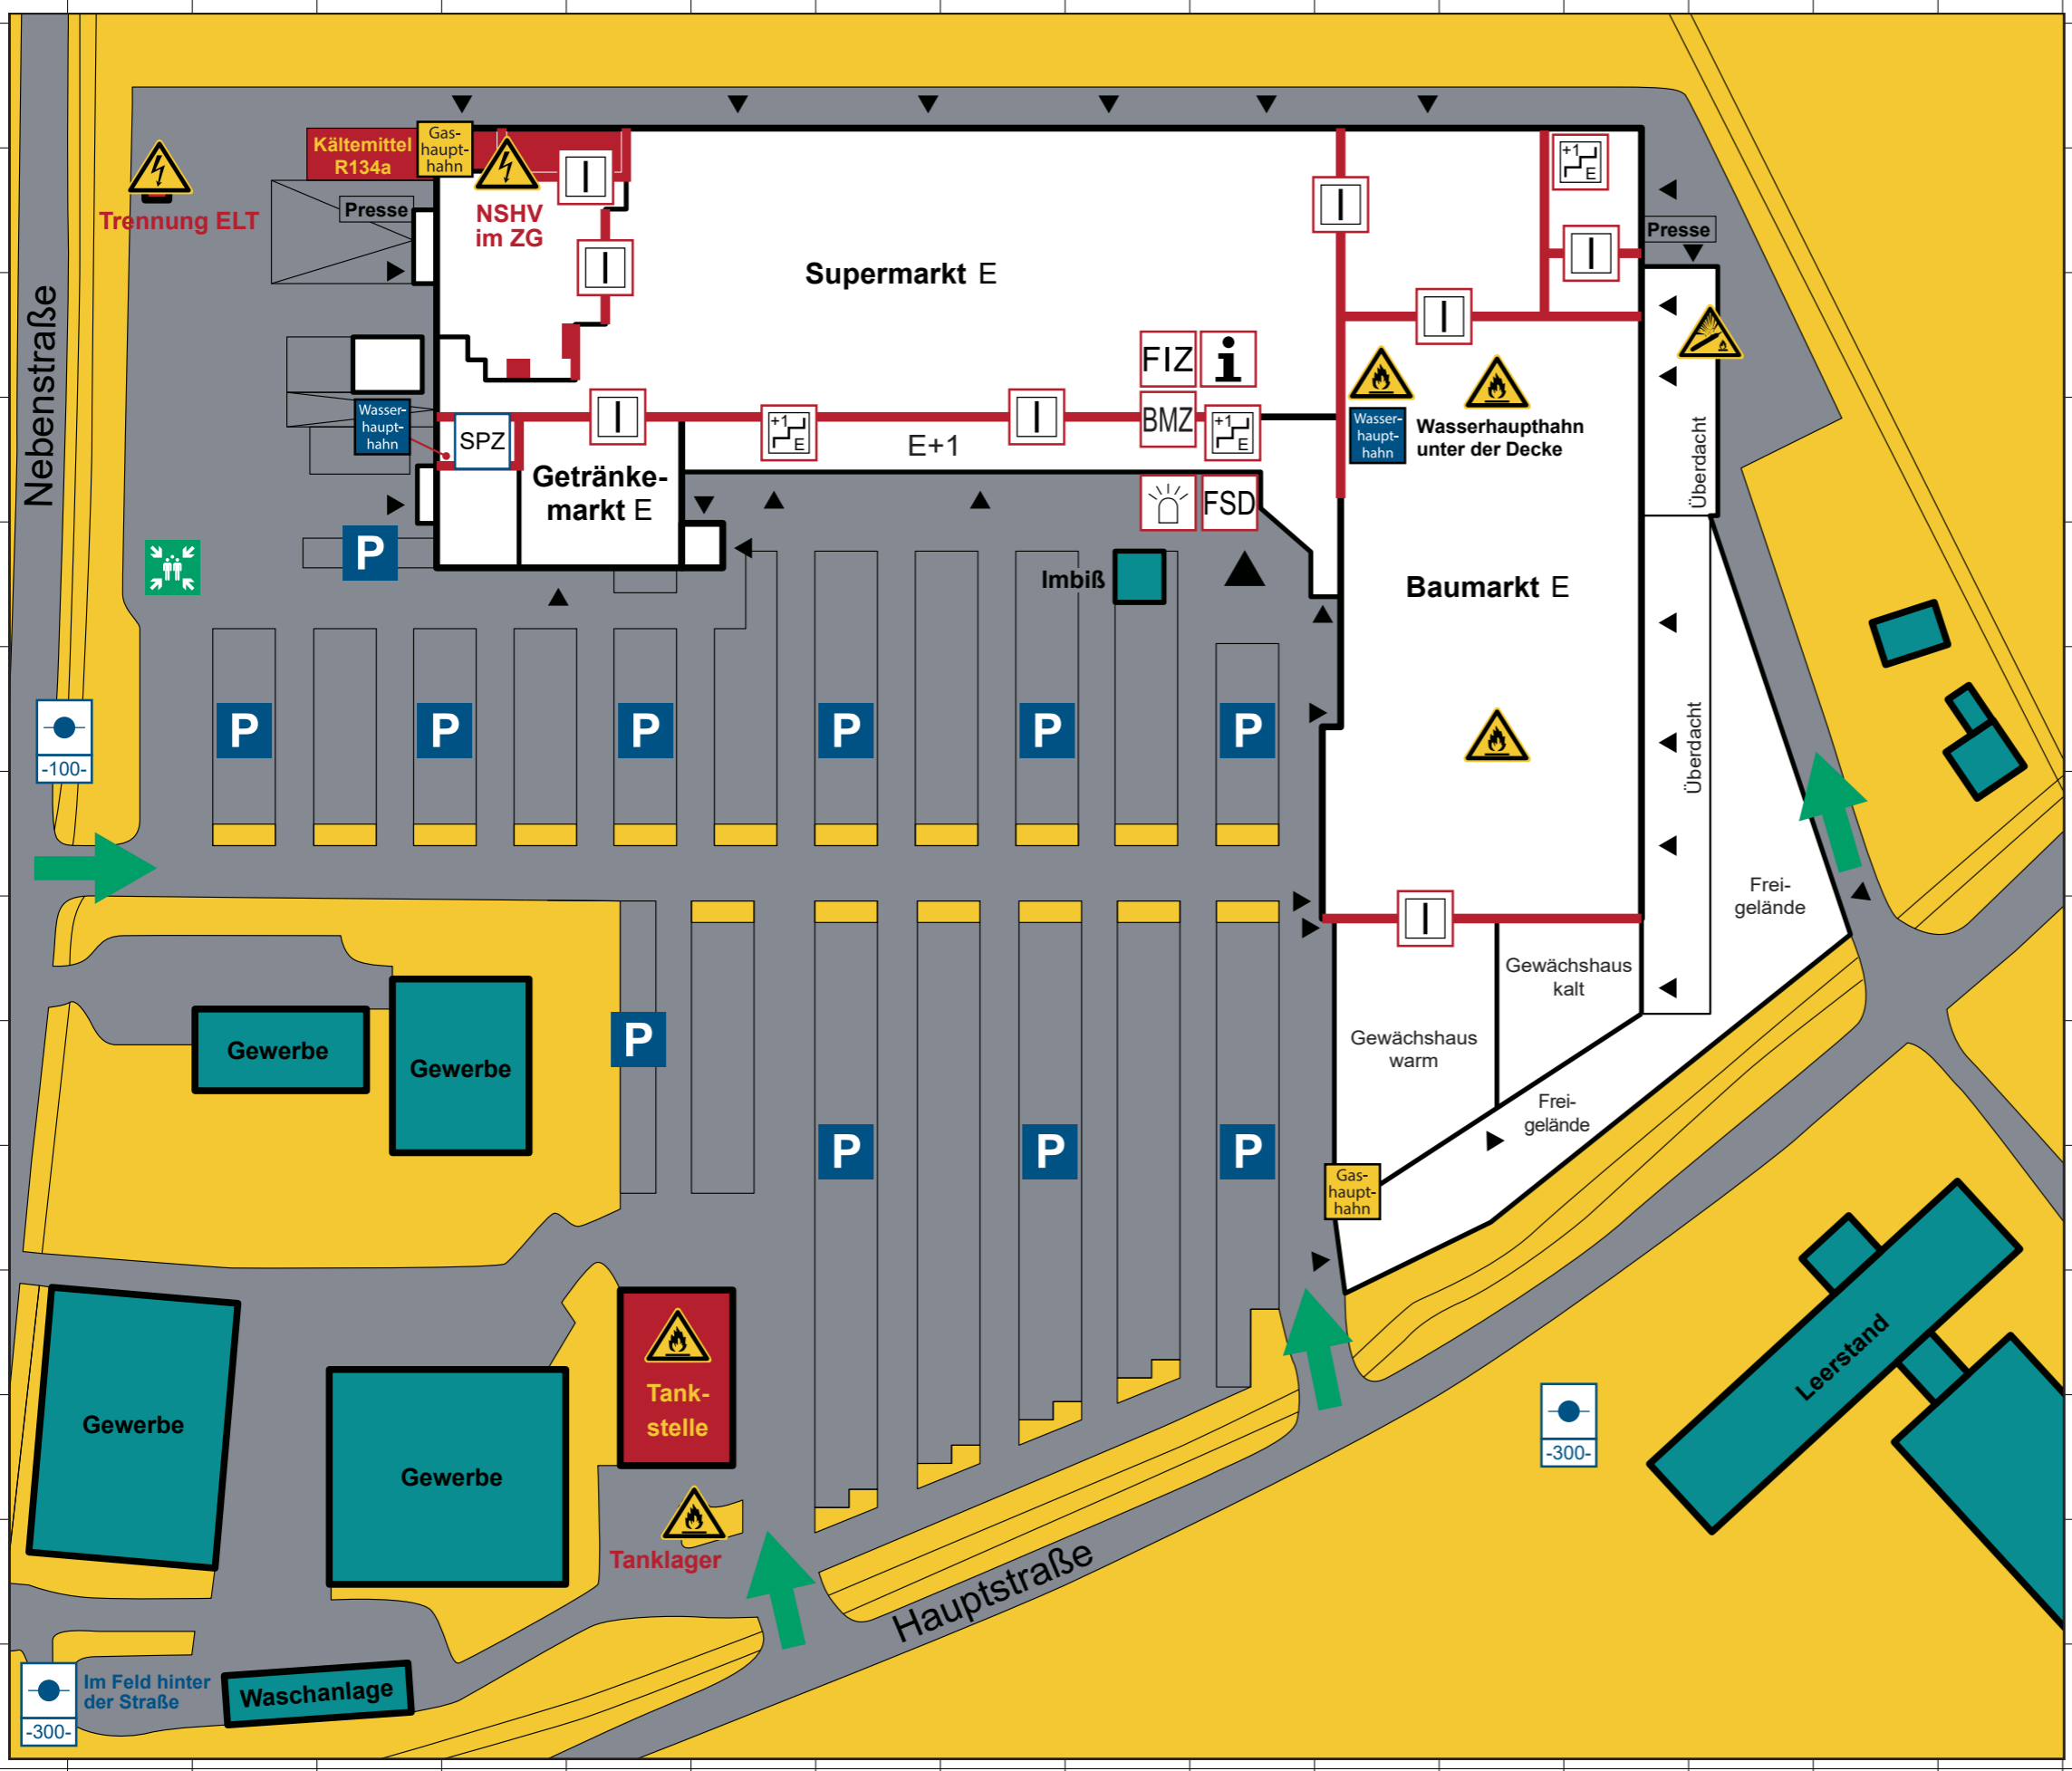 Kältemittel
R134a
Gas-
haupt-
hahn
Trennung ELT
Presse
NSHV
im ZG
Supermarkt E
+1
E
Presse
Nebenstraße
FIZ
i
Wasser-
haupt-
hahn
SPZ
+1
E
E+1
BMZ
+1
E
Wasser-
haupt-
hahn
Wasserhaupthahn
unter der Decke
Überdacht
Getränke-
markt E
FSD
P
Imbiß
Baumarkt E
-100-
P
P
P
P
P
P
Überdacht
Frei-
gelände
Gewächshaus
kalt
Gewächshaus
warm
Gewerbe
Gewerbe
P
Frei-
gelände
P
P
P
Gas-
haupt-
hahn
Gewerbe
Gewerbe
Tank-
stelle
Leerstand
-300-
Tanklager
Hauptstraße
Im Feld hinter
der Straße
-300-
Waschanlage